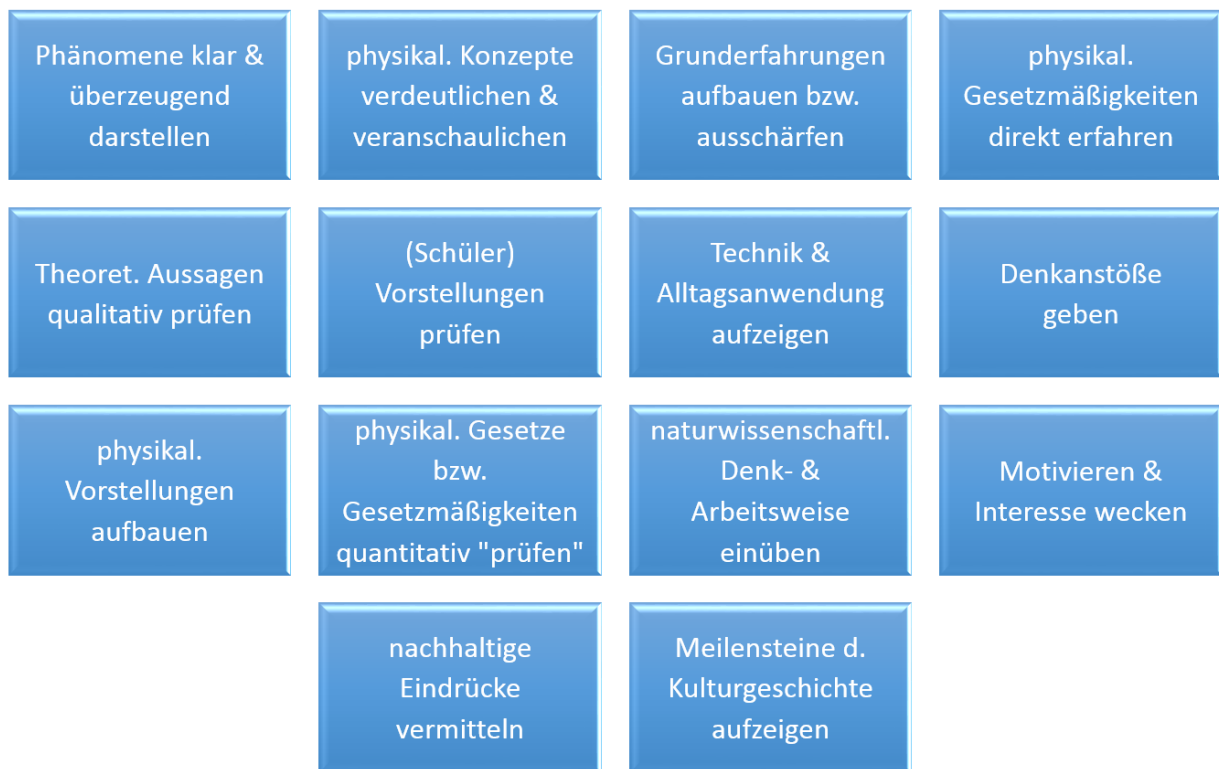 Phänomene klar &
überzeugend
darstellen
physikal. Konzepte
verdeutlichen &
veranschaulichen
Grunderfahrungen
aufbauen bzw.
ausschärfen
physikal.
Gesetzmäßigkeiten
direkt erfahren
Theoret. Aussagen
qualitativ prüfen
(Schüler)
Vorstellungen
prüfen
Technik &
Alltagsanwendung
aufzeigen
Denkanstöße
geben
physikal.
Vorstellungen
aufbauen
physikal. Gesetze
bzw.
Gesetzmäßigkeiten
quantitativ "prüfen"
naturwissenschaftl.
Denk- &
Arbeitsweise
einüben
Motivieren &
Interesse wecken
nachhaltige
Eindrücke
vermitteln
Meilensteine d.
Kulturgeschichte
aufzeigen